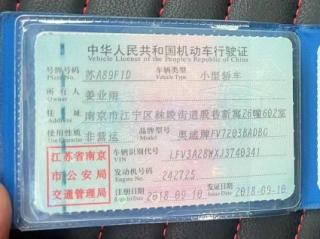 中华人民共和国机动车行驶证
Vehicle License of the People's Republic of China
号牌号码 苏A89F1D 车辆类型 小型轿车
Plate No. Vehicle Type
所有人 姜业雨
Owner
住址 南京市江宁区秣陵街道殷巷新寓26幢602室
Address
使用性质 非营运 品牌型号 奥迪牌FV7203BADBG
Use Character Model
江苏省南京
市公安局
交通管理局
车辆识别代号 LFV3A28WXJ3740341
VIN
发动机号码 242725
Engine No.
注册日期 2018-09-10 发证日期 2018-09-10
Register Date Issue Date